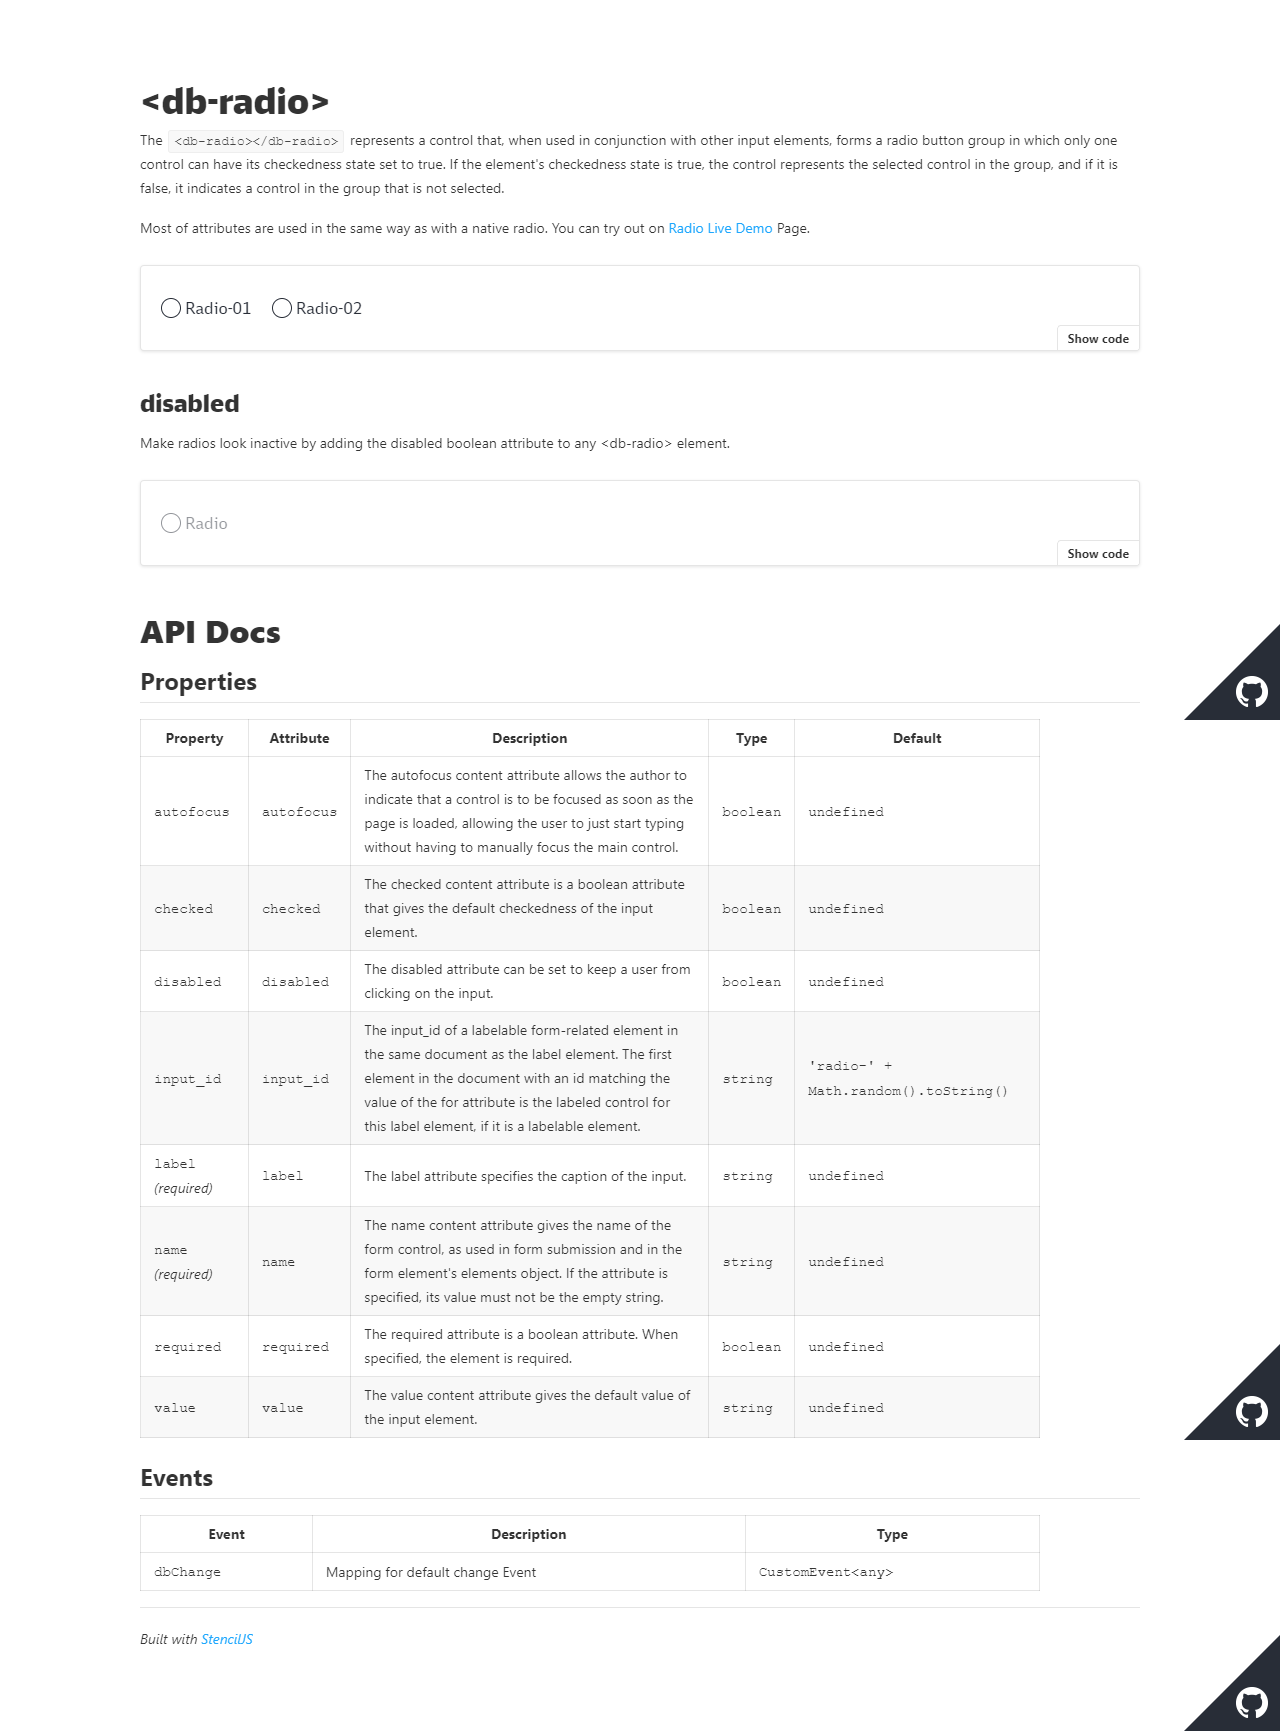 <db-radio>
The <db-radio></db-radio> represents a control that, when used in conjunction with other input elements, forms a radio button group in which only one
control can have its checkedness state set to true. If the element's checkedness state is true, the control represents the selected control in the group, and if it is
false, it indicates a control in the group that is not selected.
Most of attributes are used in the same way as with a native radio. You can try out on Radio Live Demo Page.
Radio-01 Radio-02
Show code
disabled
Make radios look inactive by adding the disabled boolean attribute to any <db-radio> element.
Radio
Show code
API Docs
Properties
Property Attribute Description Type Default
autofocus autofocus The autofocus content attribute allows the author to
indicate that a control is to be focused as soon as the
page is loaded, allowing the user to just start typing
without having to manually focus the main control. boolean undefined
checked checked The checked content attribute is a boolean attribute
that gives the default checkedness of the input
element. boolean undefined
disabled disabled The disabled attribute can be set to keep a user from
clicking on the input. boolean undefined
input_id input_id The input_id of a labelable form-related element in
the same document as the label element. The first
element in the document with an id matching the
value of the for attribute is the labeled control for
this label element, if it is a labelable element. string 'radio-' +
Math.random().toString()
label
(required) label The label attribute specifies the caption of the input. string undefined
name
(required) name The name content attribute gives the name of the
form control, as used in form submission and in the
form element's elements object. If the attribute is
specified, its value must not be the empty string. string undefined
required required The required attribute is a boolean attribute. When
specified, the element is required. boolean undefined
value value The value content attribute gives the default value of
the input element. string undefined
Events
Event Description Type
dbChange Mapping for default change Event CustomEvent<any>
Built with StencilJS